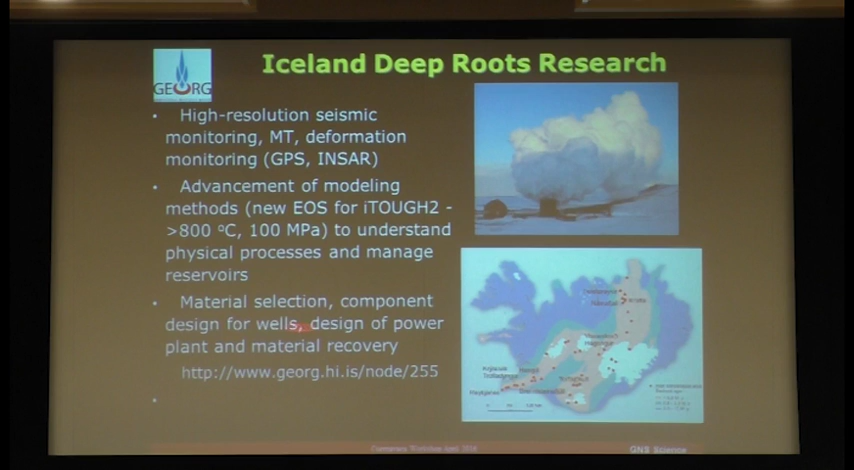 GEORG
Iceland Deep Roots Research
• High-resolution seismic
monitoring, MT, deformation
monitoring (GPS, INSAR)
• Advancement of modeling
methods (new EOS for iTOUGH2 -
>800 °C, 100 MPa) to understand
physical processes and manage
reservoirs
• Material selection, component
design for wells, design of power
plant and material recovery
http://www.georg.hi.is/node/255
•
Krafla
Reykjanes
GNS Science